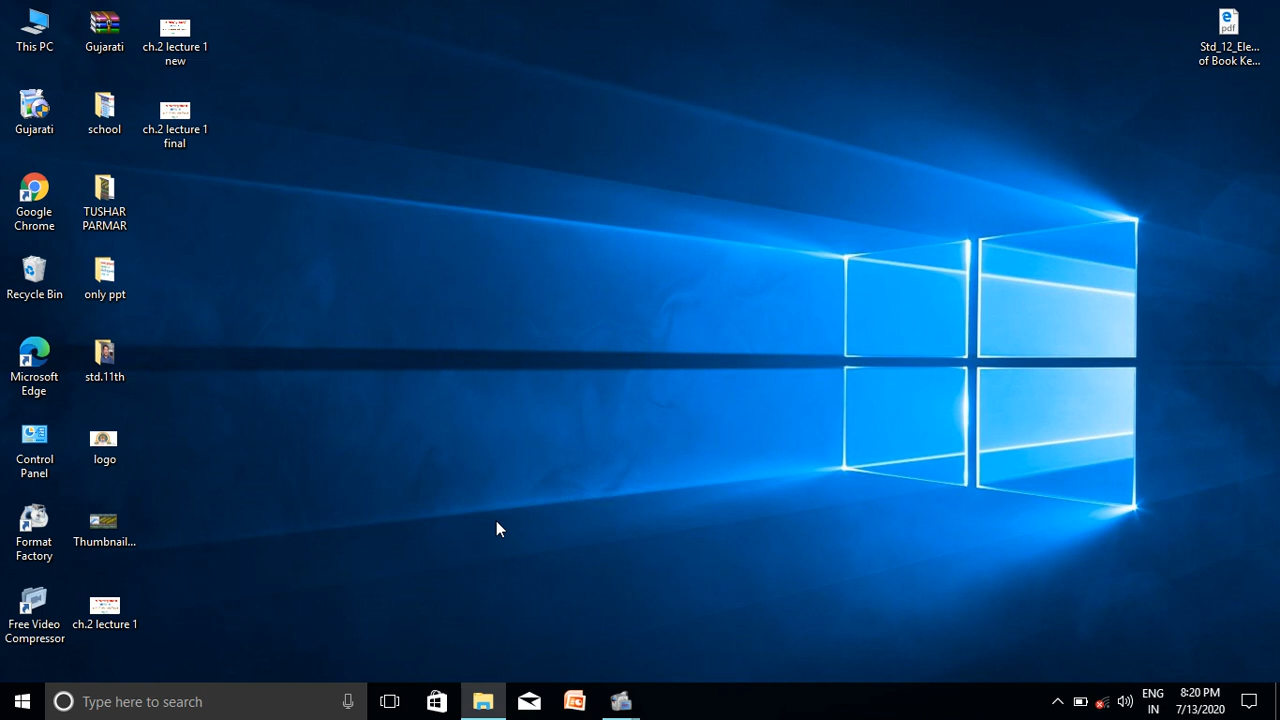 This PC
Gujarati
ch.2 lecture 1
new
Gujarati
school
ch.2 lecture 1
final
Google
Chrome
TUSHAR
PARMAR
Recycle Bin
only ppt
Microsoft
Edge
std.11th
Control
Panel
logo
Format
Factory
Thumbnail...
Free Video
Compressor
ch.2 lecture 1
pdf
Std_12_Ele...
of Book Ke...
Type here to search
ENG
IN
8:20 PM
7/13/2020